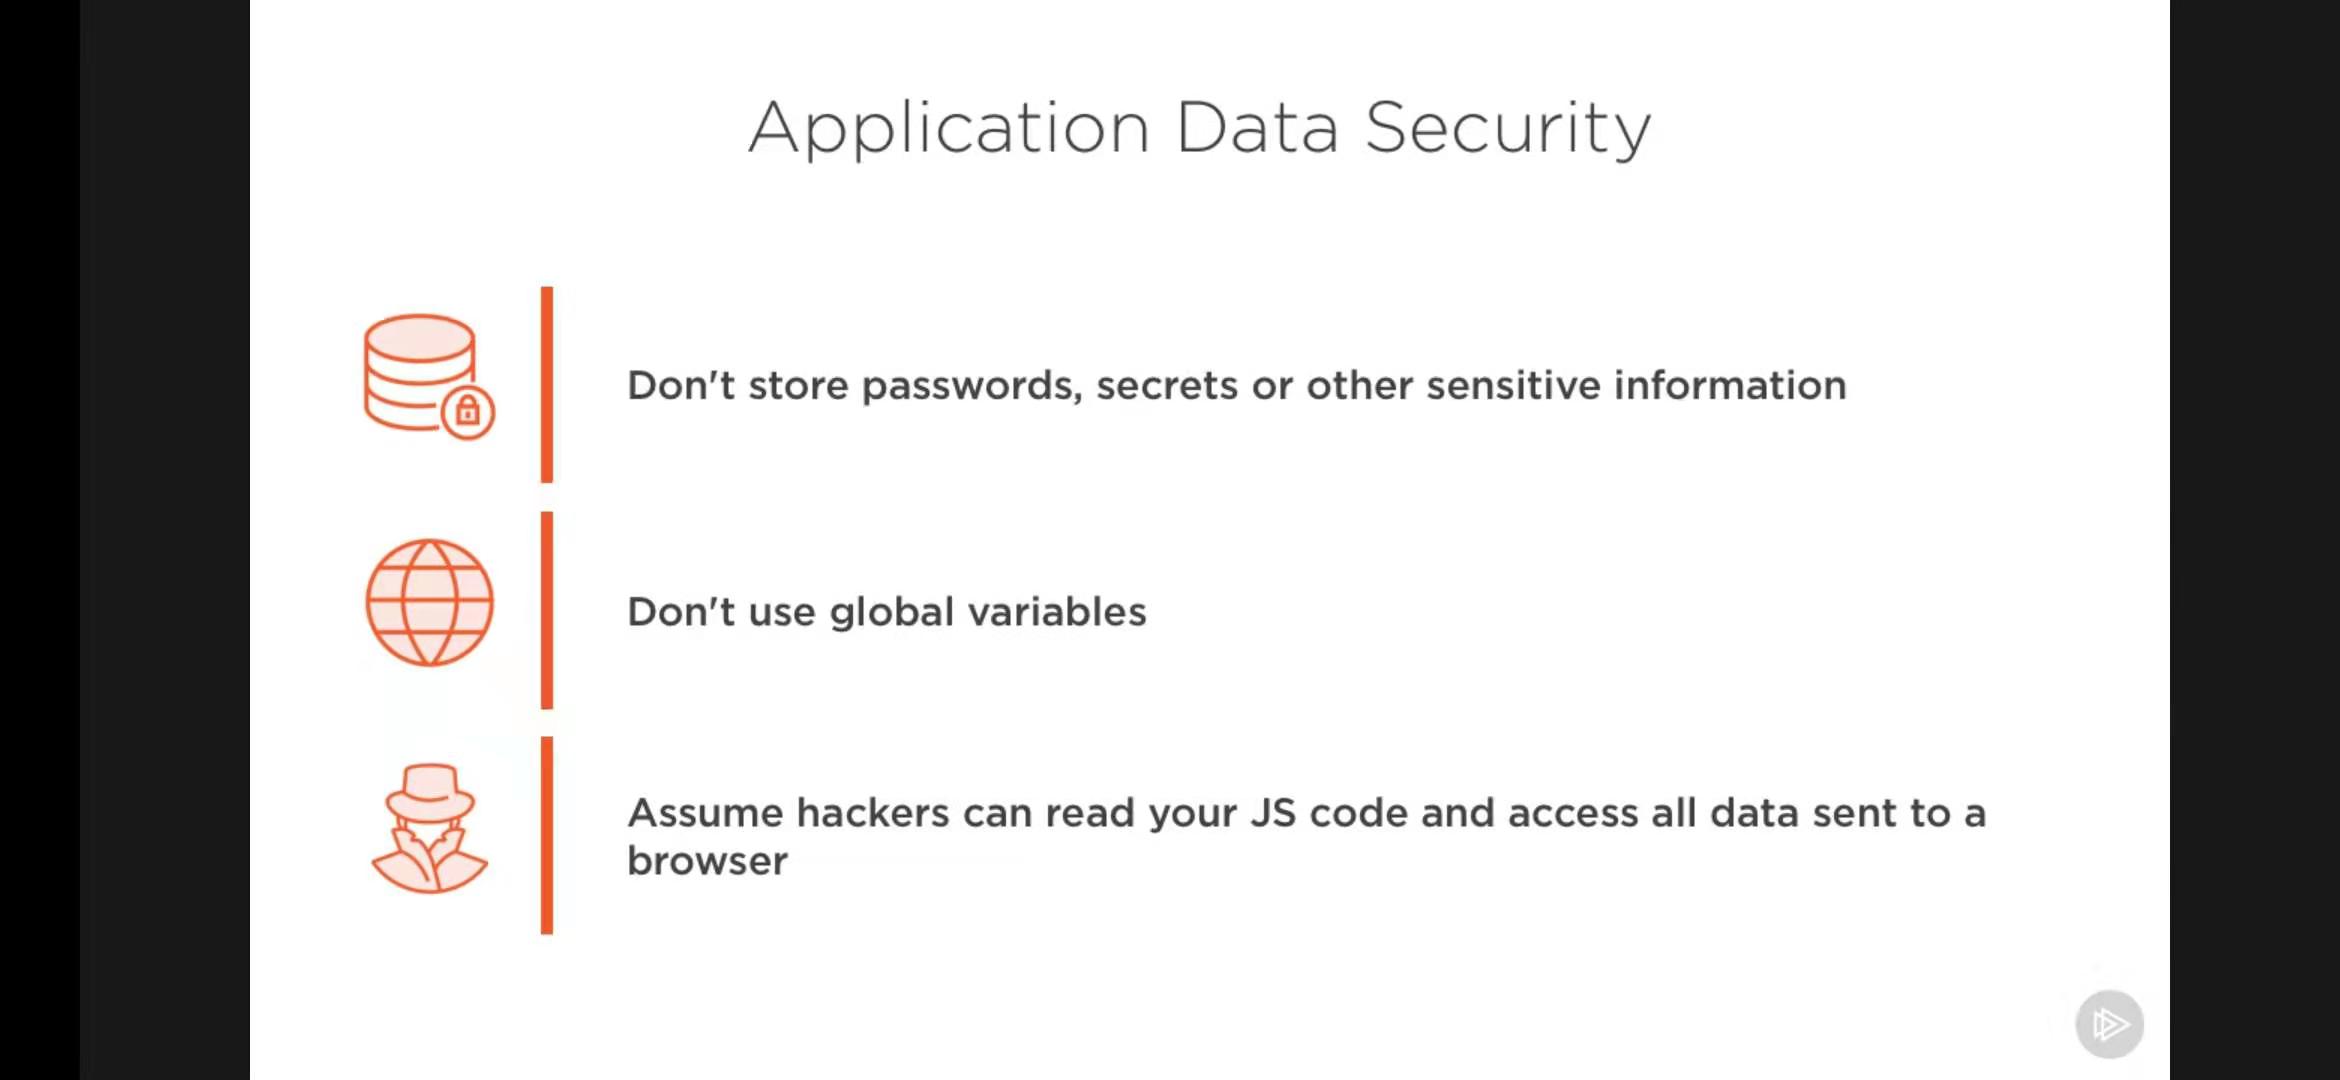 Application Data Security
Don't store passwords, secrets or other sensitive information
Don't use global variables
Assume hackers can read your JS code and access all data sent to a
browser